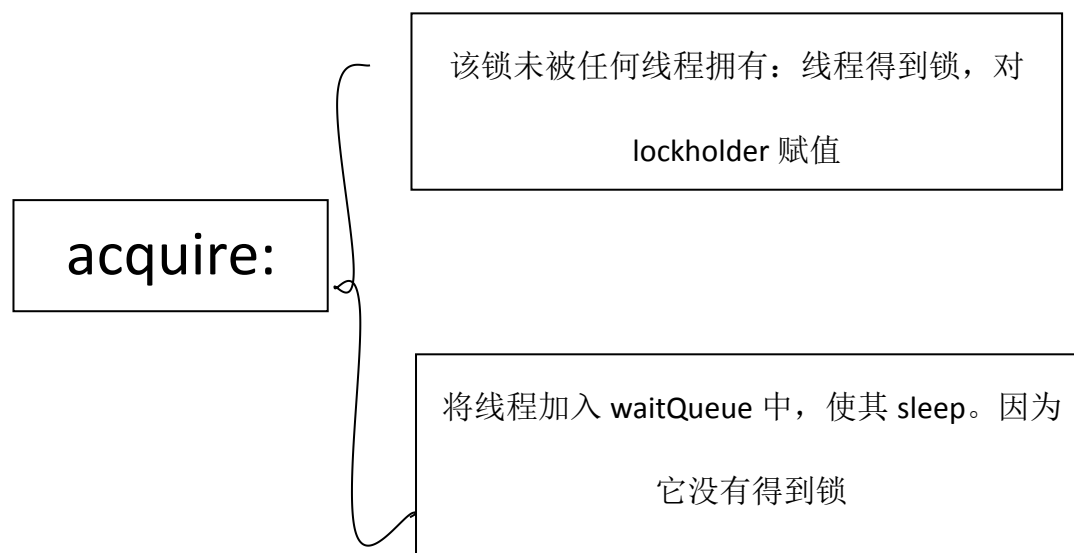 该锁未被任何线程拥有：线程得到锁，对
lockholder 赋值
acquire:
将线程加入 waitQueue 中，使其 sleep。因为
它没有得到锁